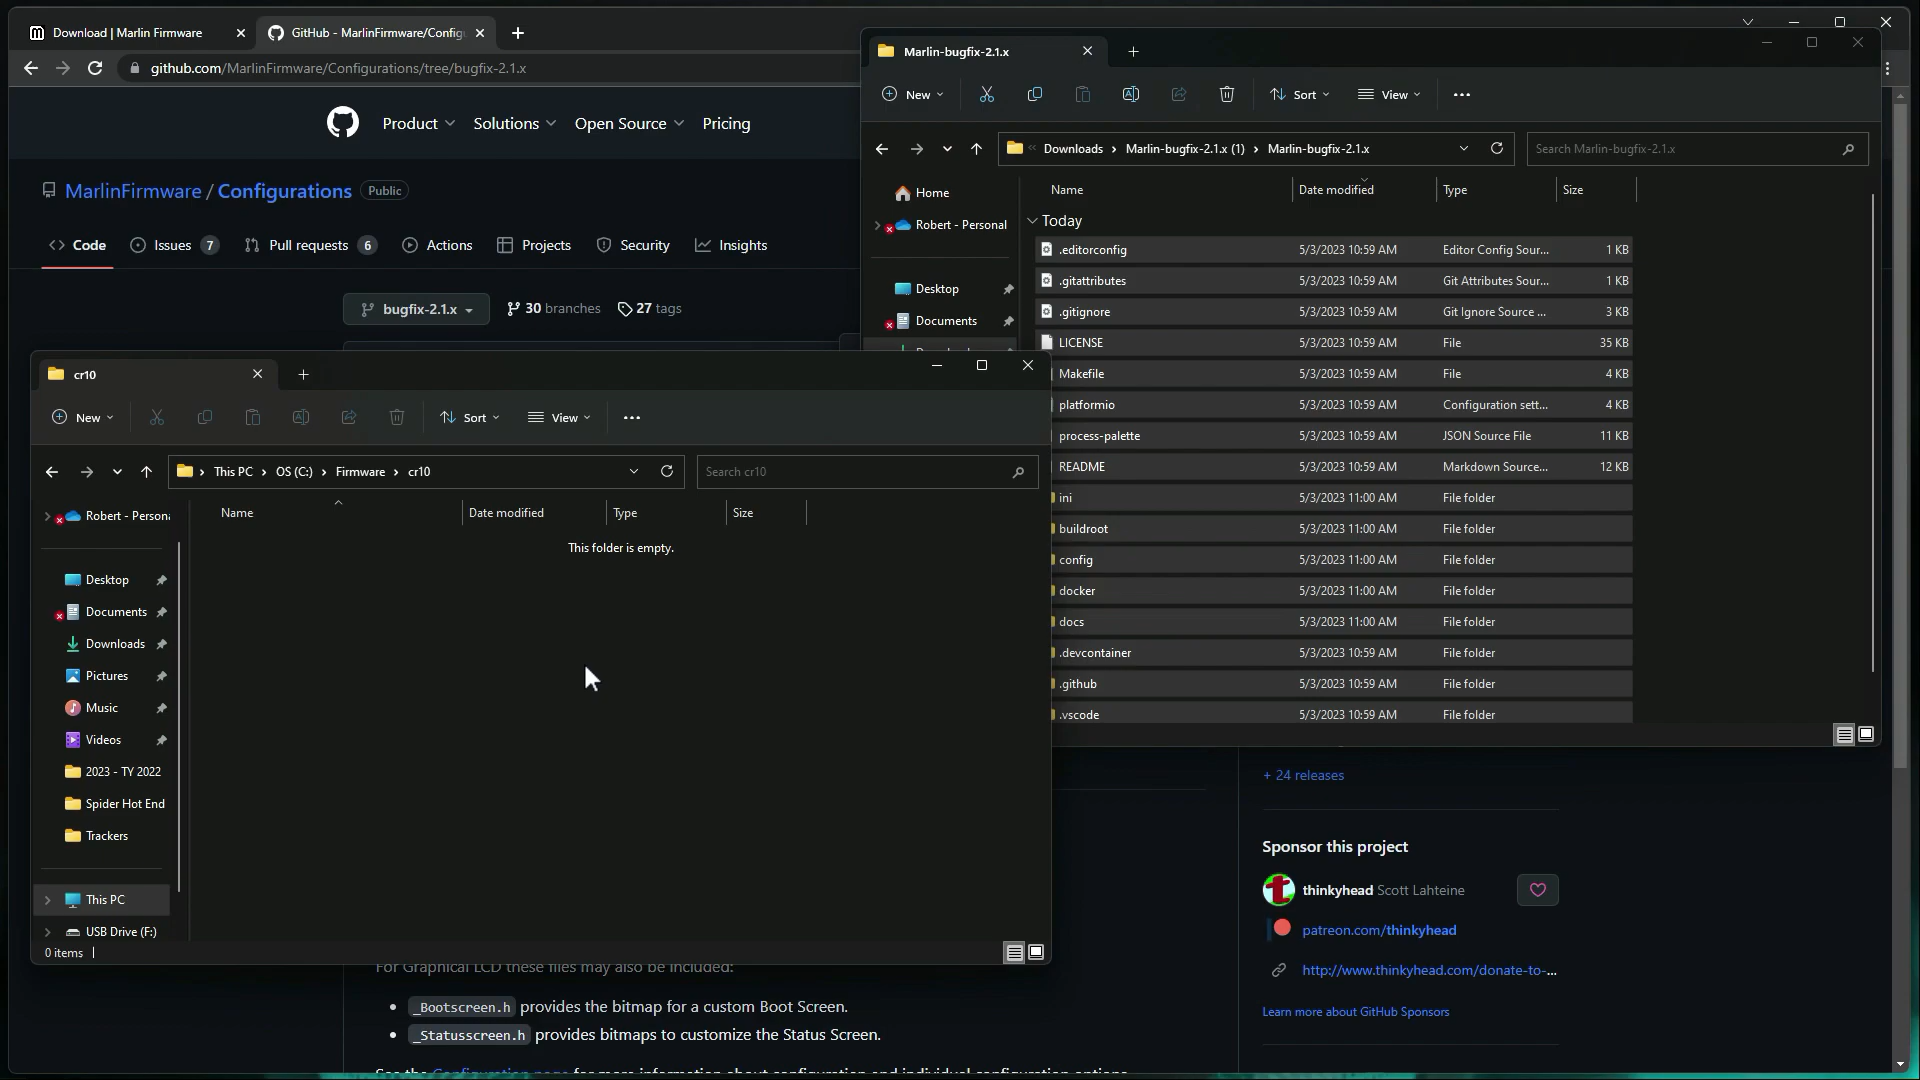 Download | Marlin Firmware
GitHub - MarlinFirmware/Config
github.com/MarlinFirmware/Configurations/tree/bugfix-2.1.x
Product
Solutions
Open Source
Pricing
MarlinFirmware / Configurations
Public
Code
Issues 7
Pull requests 6
Actions
Projects
Security
Insights
bugfix-2.1.x
30 branches
27 tags
Marlin-bugfix-2.1.x
New
Sort
View
Downloads > Marlin-bugfix-2.1.x (1) > Marlin-bugfix-2.1.x
Search Marlin-bugfix-2.1.x
Home
Robert - Personal
Desktop
Documents
Name Date modified Type Size
Today
.editorconfig 5/3/2023 10:59 AM Editor Config Sour... 1 KB
.gitattributes 5/3/2023 10:59 AM Git Attributes Sour... 1 KB
.gitignore 5/3/2023 10:59 AM Git Ignore Source ... 3 KB
LICENSE 5/3/2023 10:59 AM File 35 KB
Makefile 5/3/2023 10:59 AM File 4 KB
platformio 5/3/2023 10:59 AM Configuration sett... 4 KB
process-palette 5/3/2023 10:59 AM JSON Source File 11 KB
README 5/3/2023 10:59 AM Markdown Source... 12 KB
ini 5/3/2023 11:00 AM File folder
buildroot 5/3/2023 11:00 AM File folder
config 5/3/2023 11:00 AM File folder
docker 5/3/2023 11:00 AM File folder
docs 5/3/2023 11:00 AM File folder
.devcontainer 5/3/2023 10:59 AM File folder
.github 5/3/2023 10:59 AM File folder
.vscode 5/3/2023 10:59 AM File folder
cr10
New
Sort
View
This PC > OS (C:) > Firmware > cr10
Search cr10
Robert - Person
Desktop
Documents
Downloads
Pictures
Music
Videos
2023 - TY 2022
Spider Hot End
Trackers
This PC
USB Drive (F:)
Name Date modified Type Size
This folder is empty.
0 items
+ 24 releases
Sponsor this project
thinkyhead Scott Lahteine
patreon.com/thinkyhead
http://www.thinkyhead.com/donate-to-...
Learn more about GitHub Sponsors
For Graphical LCD these files may also be included:
_Bootscreen.h provides the bitmap for a custom Boot Screen.
_Statusscreen.h provides bitmaps to customize the Status Screen.
See the Configuration page for more information about configuration and individual configuration options.